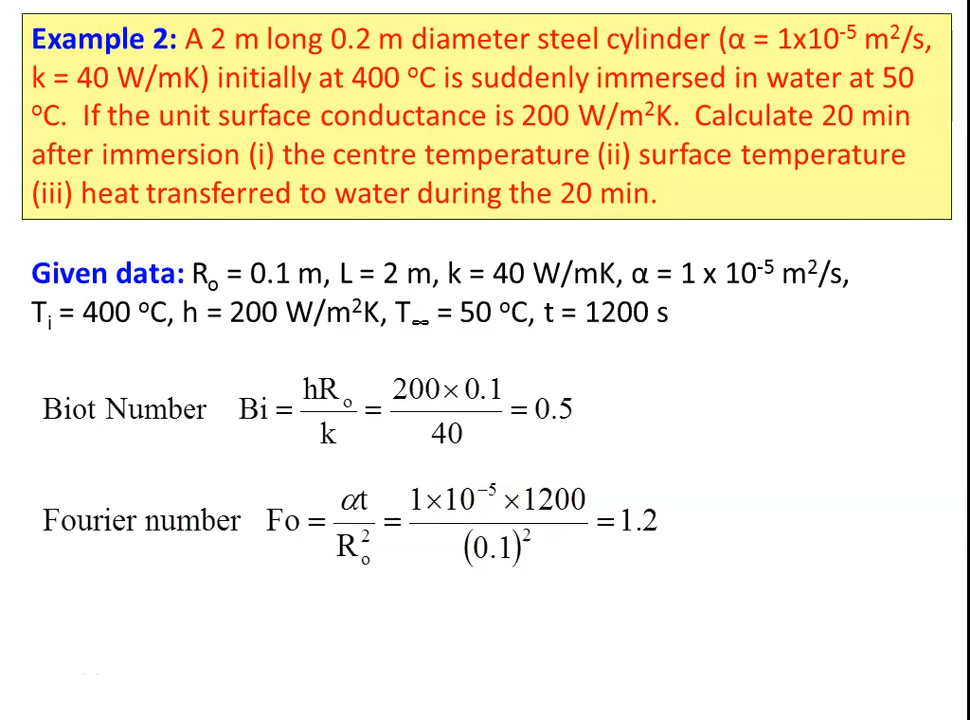 Example 2: A 2 m long 0.2 m diameter steel cylinder (α = 1x10⁻⁵ m²/s,
k = 40 W/mK) initially at 400 ᵒC is suddenly immersed in water at 50
ᵒC. If the unit surface conductance is 200 W/m²K. Calculate 20 min
after immersion (i) the centre temperature (ii) surface temperature
(iii) heat transferred to water during the 20 min.
Given data: Rₒ = 0.1 m, L = 2 m, k = 40 W/mK, α = 1 x 10⁻⁵ m²/s,
Tᵢ = 400 ᵒC, h = 200 W/m²K, T∞ = 50 ᵒC, t = 1200 s
Biot Number Bi = hRₒ / k = 200 × 0.1 / 40 = 0.5
Fourier number Fo = αt / Rₒ² = 1×10⁻⁵ ×1200 / (0.1)² = 1.2